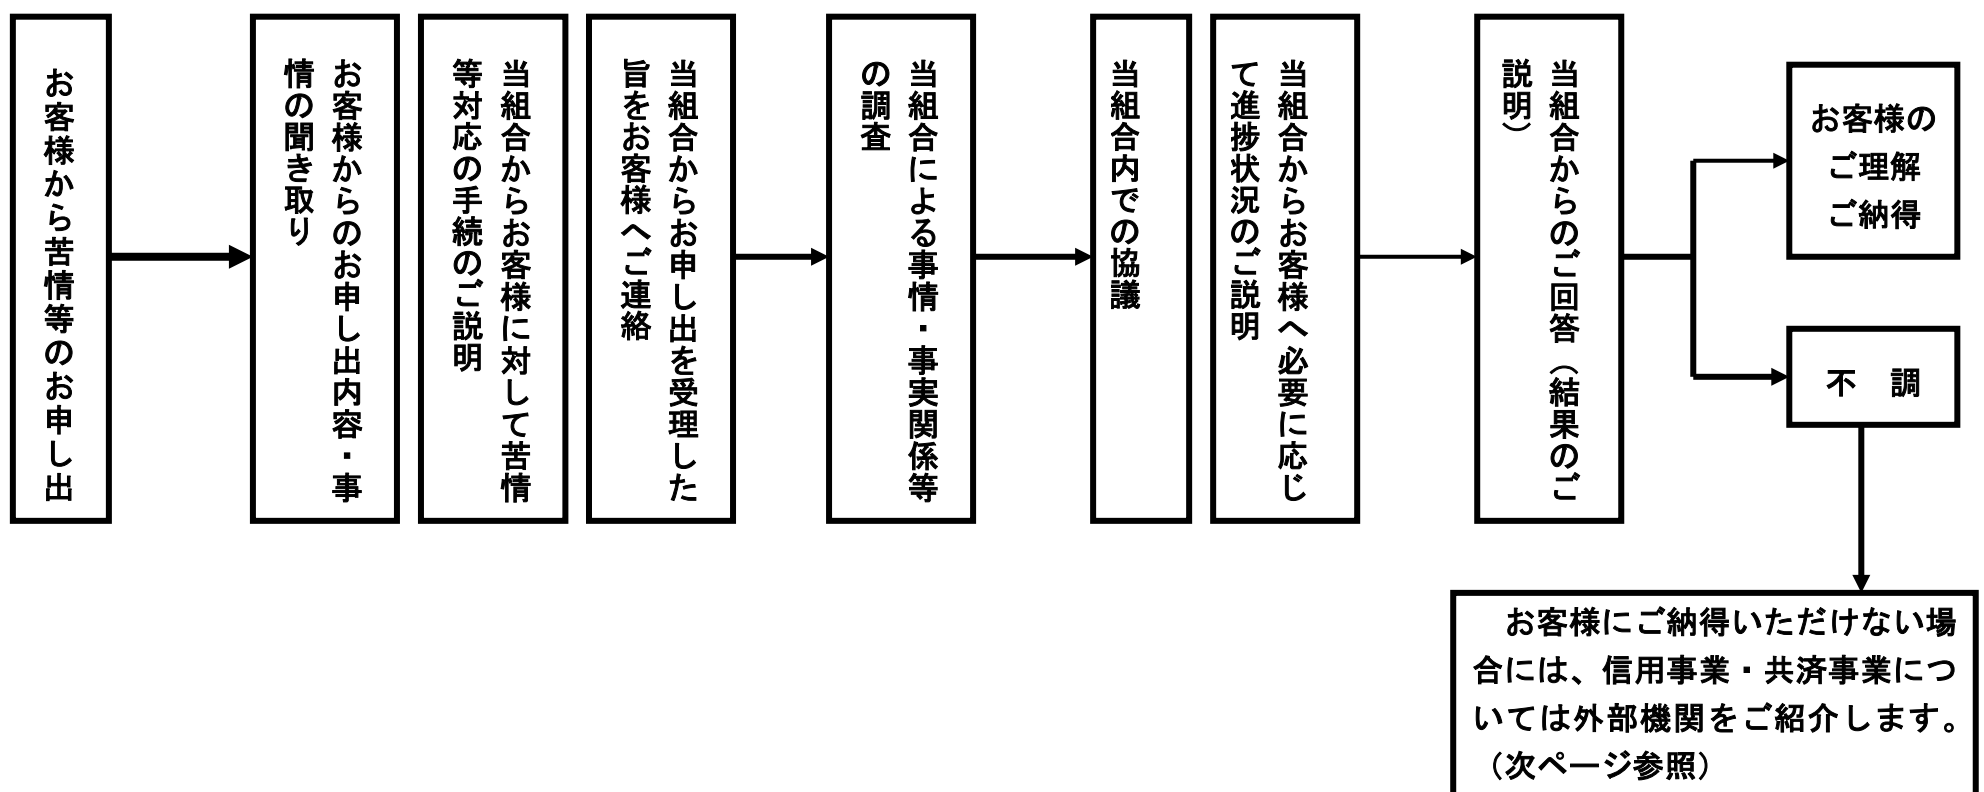 お客様から苦情等のお申し出
お客様からのお申し出内容・事
情の聞き取り
当組合からお客様に対して苦情
等対応の手続のご説明
当組合からお申し出を受理した
旨をお客様へご連絡
当組合による事情・事実関係等
の調査
当組合内での協議
当組合からお客様へ必要に応じ
て進捗状況のご説明
当組合からのご回答（結果のご
説明）
お客様の
ご理解
ご納得
不　調
お客様にご納得いただけない場
合には、信用事業・共済事業につ
いては外部機関をご紹介します。
（次ページ参照）